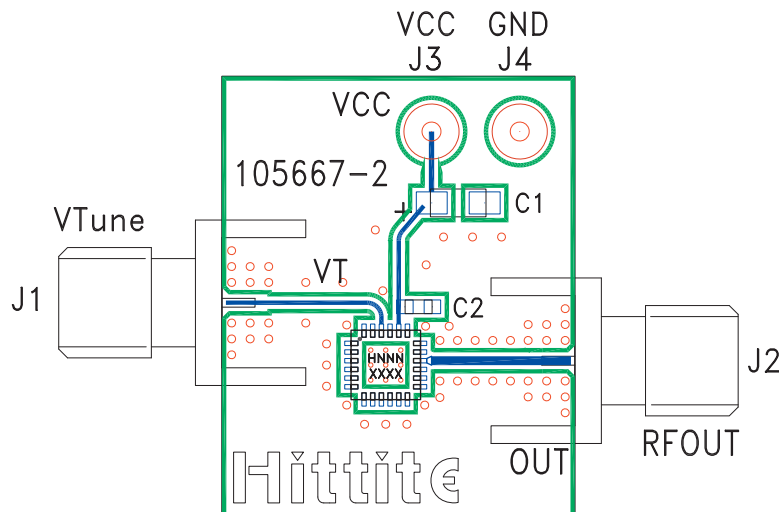 VCC GND
J3 J4
VCC
105667-2
C1
VTune
VT
J1
C2
HNNN
XXXX
J2
RFOUT
OUT
Hittite